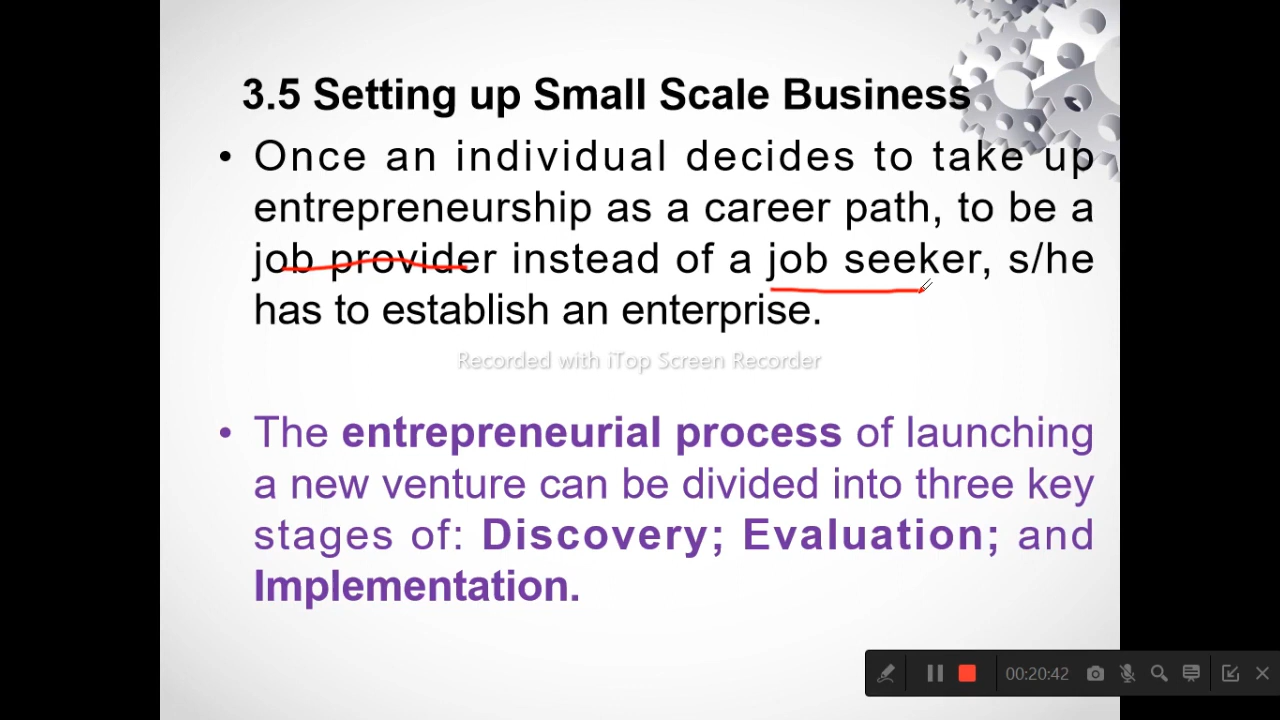 3.5 Setting up Small Scale Business
• Once an individual decides to take up
entrepreneurship as a career path, to be a
job provider instead of a job seeker, s/he
has to establish an enterprise.
Recorded with iTop Screen Recorder
• The entrepreneurial process of launching
a new venture can be divided into three key
stages of: Discovery; Evaluation; and
Implementation.
00:20:42